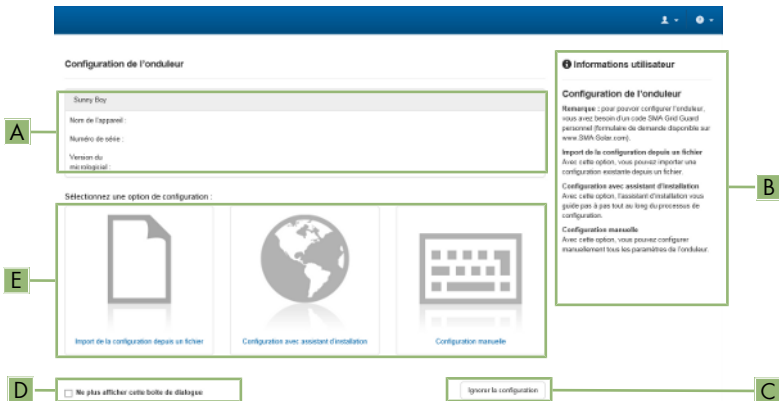 Configuration de l'onduleur
Sunny Boy
Nom de l'appareil :
Numéro de série :
Version du
micrologiciel :
A
Sélectionnez une option de configuration :
Import de la configuration depuis un fichier
Configuration avec assistant d'installation
Configuration manuelle
E
Ne plus afficher cette boîte de dialogue
D
Ignorer la configuration
C
Informations utilisateur
Configuration de l'onduleur
Remarque : pour pouvoir configurer l'onduleur,
vous avez besoin d'un code SMA Grid Guard
personnel (formulaire de demande disponible sur
www.SMA-Solar.com).
Import de la configuration depuis un fichier
Avec cette option, vous pouvez importer une
configuration existante depuis un fichier.
Configuration avec assistant d'installation
Avec cette option, l'assistant d'installation vous
guide pas à pas tout au long du processus de
configuration.
Configuration manuelle
Avec cette option, vous pouvez configurer
manuellement tous les paramètres de l'onduleur.
B